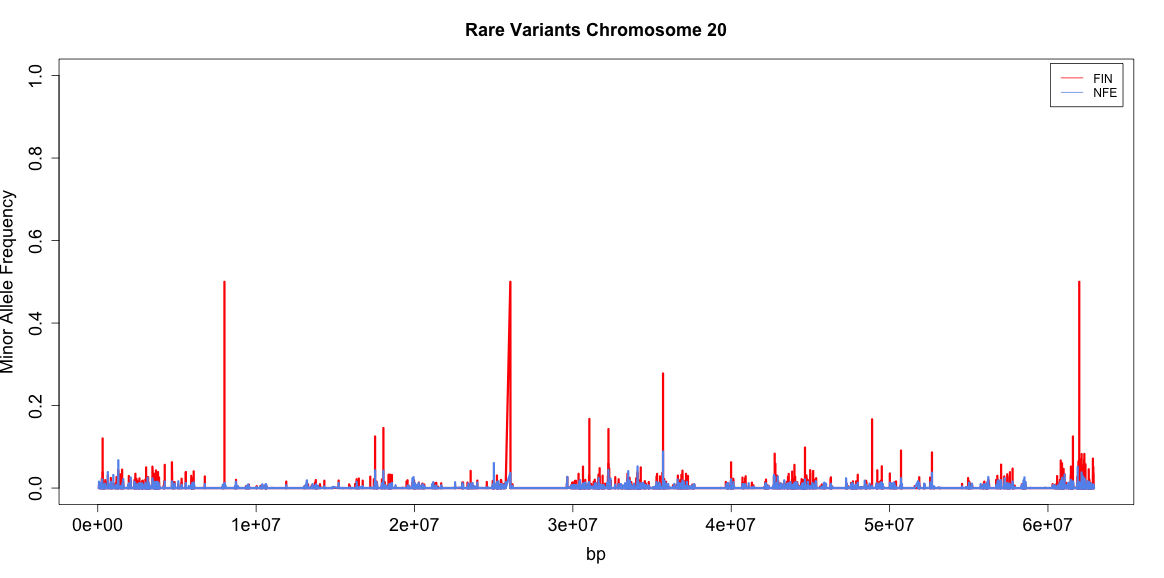 Rare Variants Chromosome 20
FIN
NFE
Minor Allele Frequency
1.0
0.8
0.6
0.4
0.2
0.0
0e+00 1e+07 2e+07 3e+07 4e+07 5e+07 6e+07
bp